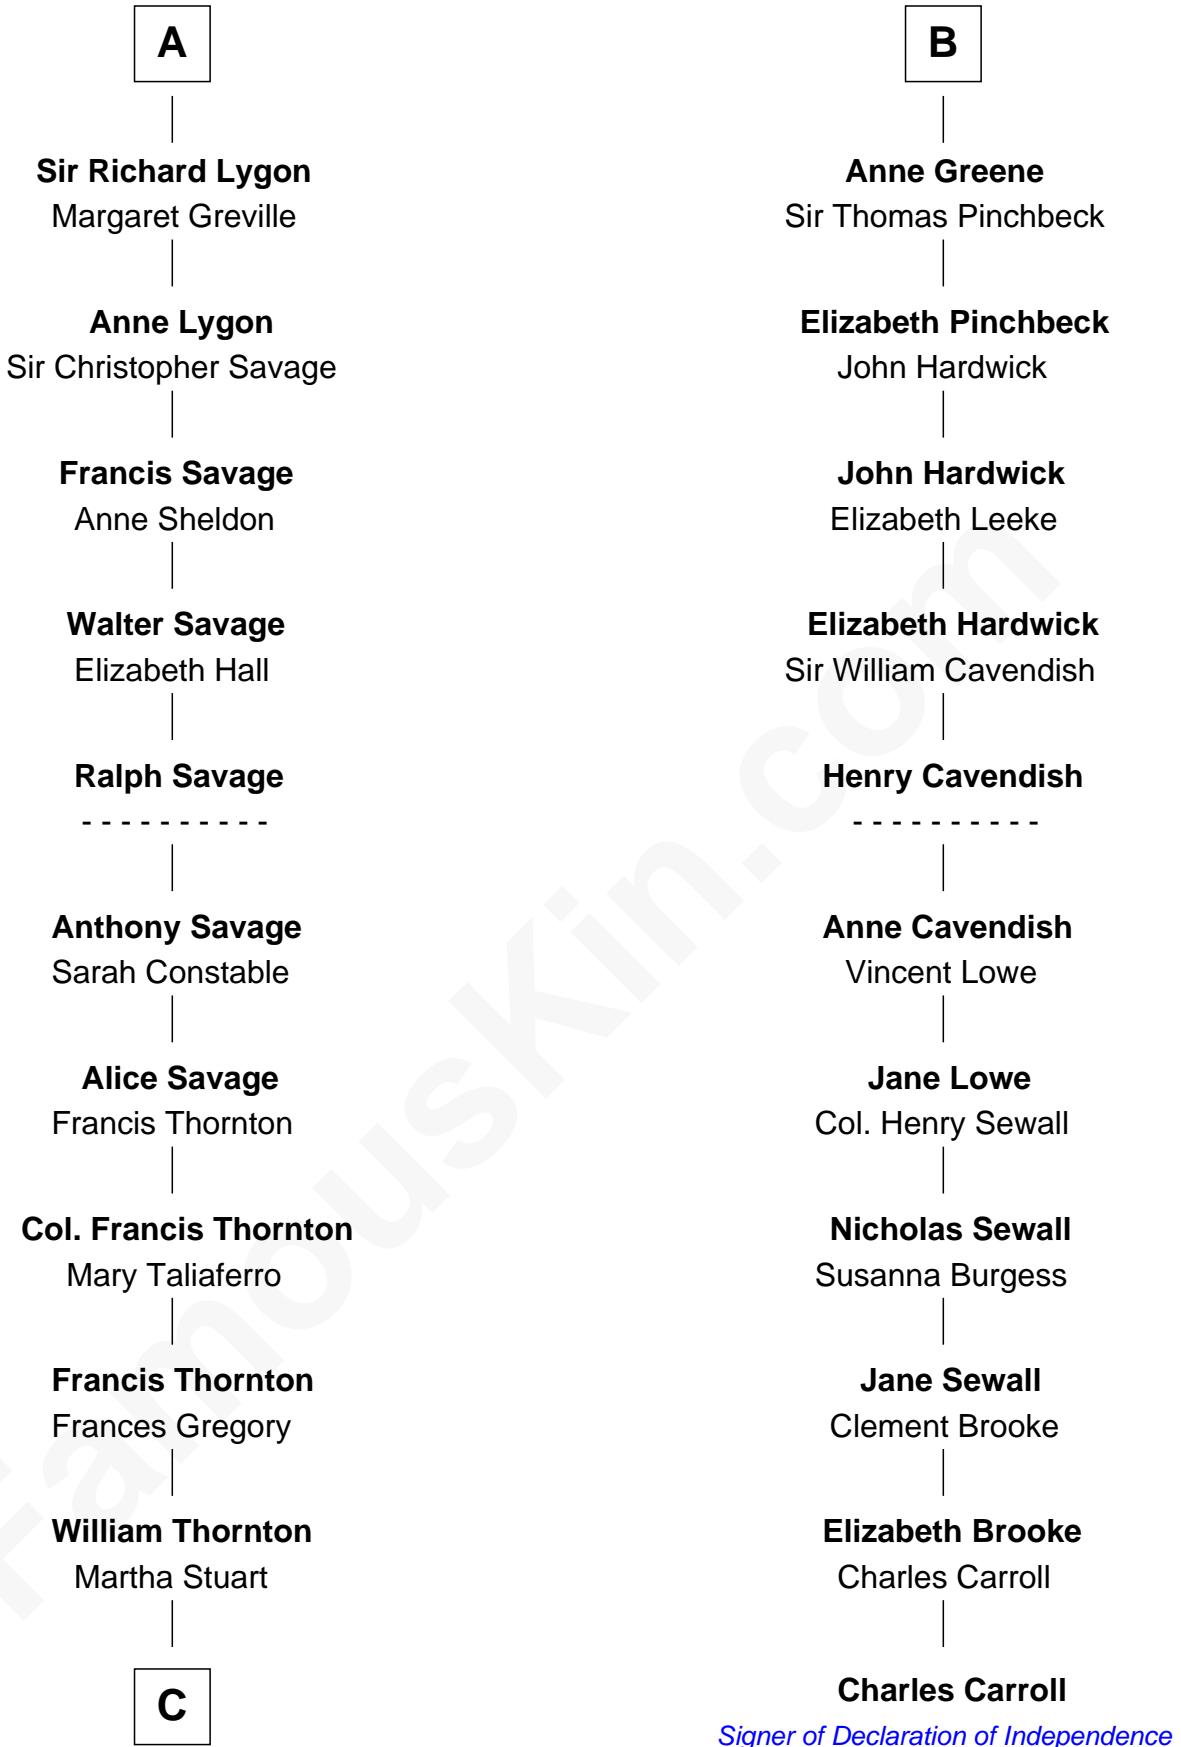 A
Sir Richard Lygon
Margaret Greville
Anne Lygon
Sir Christopher Savage
Francis Savage
Anne Sheldon
Walter Savage
Elizabeth Hall
Ralph Savage
- - - - - - - - - -
Anthony Savage
Sarah Constable
Alice Savage
Francis Thornton
Col. Francis Thornton
Mary Taliaferro
Francis Thornton
Frances Gregory
William Thornton
Martha Stuart
C
B
Anne Greene
Sir Thomas Pinchbeck
Elizabeth Pinchbeck
John Hardwick
John Hardwick
Elizabeth Leeke
Elizabeth Hardwick
Sir William Cavendish
Henry Cavendish
- - - - - - - - - -
Anne Cavendish
Vincent Lowe
Jane Lowe
Col. Henry Sewall
Nicholas Sewall
Susanna Burgess
Jane Sewall
Clement Brooke
Elizabeth Brooke
Charles Carroll
Charles Carroll
Signer of Declaration of Independence
FamousKin.com